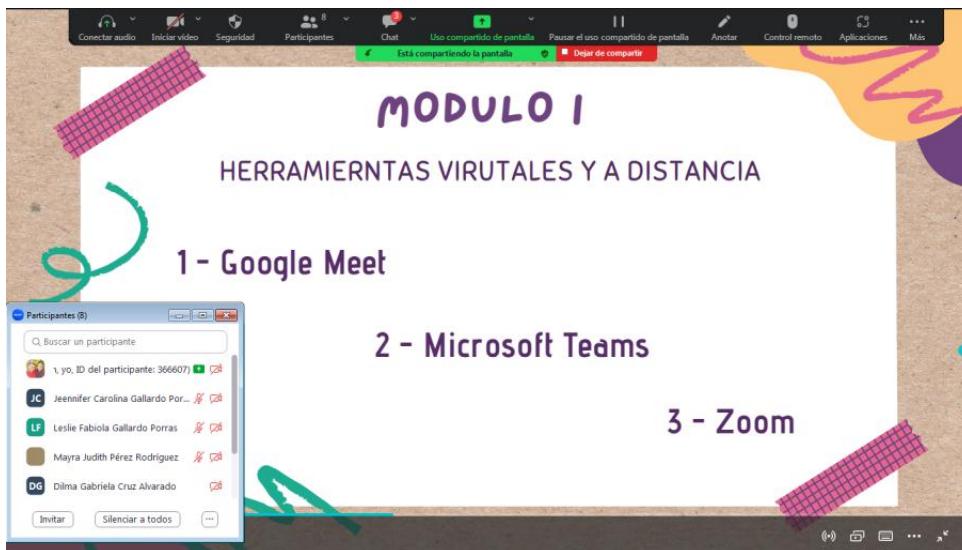 8
3
Conectar audio Iniciar vídeo Seguridad Participantes Chat Uso compartido de pantalla Pausar el uso compartido de pantalla Anotar Control remoto Aplicaciones Más
Está compartiendo la pantalla Dejar de compartir
MODULO I
HERRAMIERNTAS VIRUTALES Y A DISTANCIA
1 - Google Meet
2 - Microsoft Teams
3 - Zoom
Participantes (8)
Buscar un participante
ı, yo, ID del participante: 366607)
JC Jeennifer Carolina Gallardo Por...
LF Leslie Fabiola Gallardo Porras
Mayra Judith Pérez Rodriguez
DG Dilma Gabriela Cruz Alvarado
Invitar Silenciar a todos ...